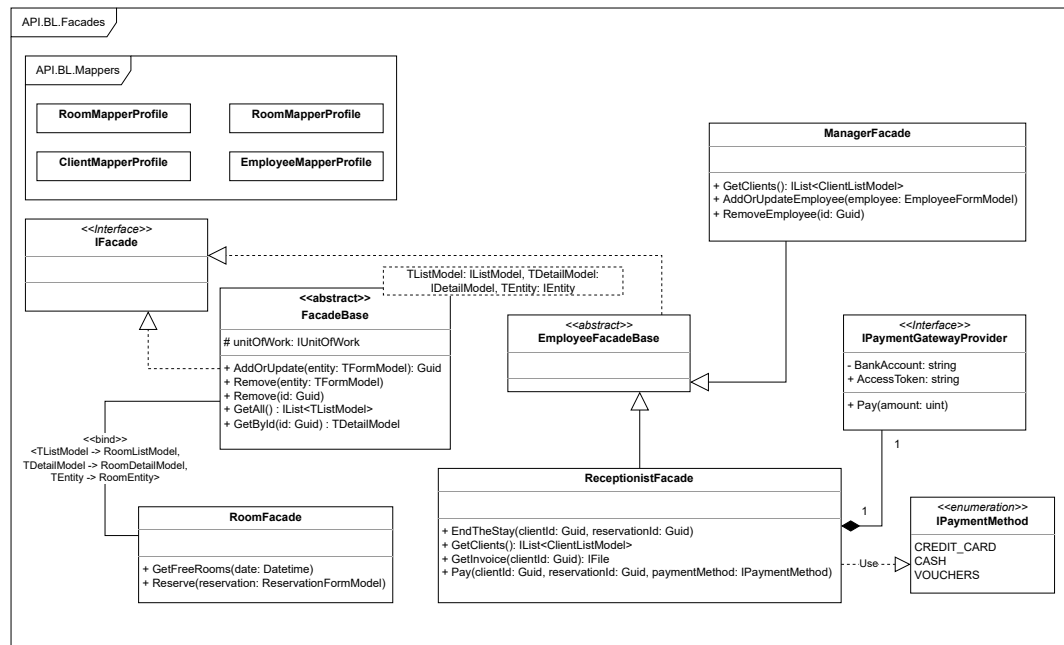 API.BL.Facades
API.BL.Mappers
RoomMapperProfile
RoomMapperProfile
ClientMapperProfile
EmployeeMapperProfile
ManagerFacade
+ GetClients(): IList<ClientListModel>
+ AddOrUpdateEmployee(employee: EmployeeFormModel)
+ RemoveEmployee(id: Guid)
<<Interface>>
IFacade
TListModel: IListModel, TDetailModel:
IDetailModel, TEntity: IEntity
<<abstract>>
FacadeBase
# unitOfWork: IUnitOfWork
+ AddOrUpdate(entity: TFormModel): Guid
+ Remove(entity: TFormModel)
+ Remove(id: Guid)
+ GetAll() : IList<TListModel>
+ GetById(id: Guid) : TDetailModel
<<abstract>>
EmployeeFacadeBase
<<Interface>>
IPaymentGatewayProvider
- BankAccount: string
+ AccessToken: string
+ Pay(amount: uint)
1
<<bind>>
<TListModel -> RoomListModel,
TDetailModel -> RoomDetailModel,
TEntity -> RoomEntity>
ReceptionistFacade
+ EndTheStay(clientId: Guid, reservationId: Guid)
+ GetClients(): IList<ClientListModel>
+ GetInvoice(clientId: Guid): IFile
+ Pay(clientId: Guid, reservationId: Guid, paymentMethod: IPaymentMethod)
1
Use
<<enumeration>>
IPaymentMethod
CREDIT_CARD
CASH
VOUCHERS
RoomFacade
+ GetFreeRooms(date: Datetime)
+ Reserve(reservation: ReservationFormModel)